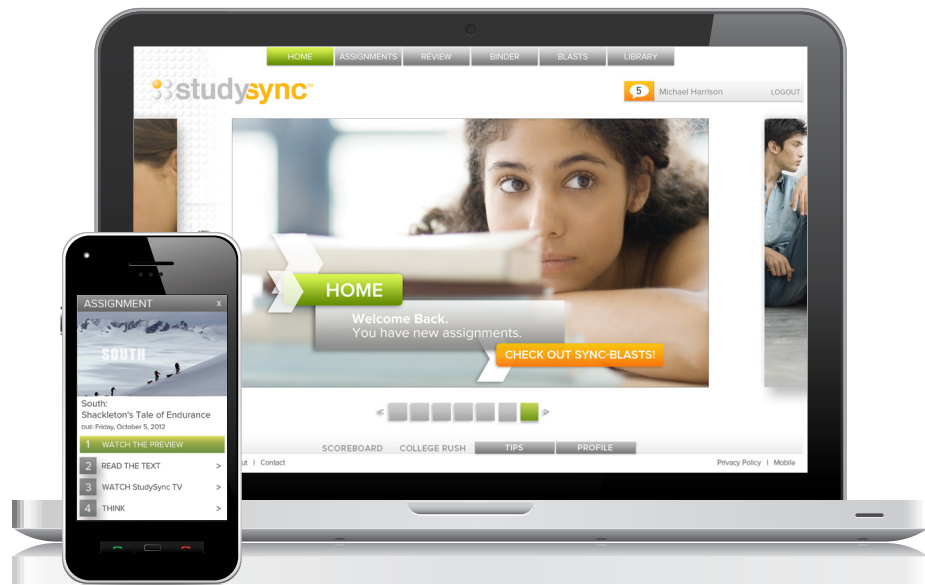 HOME ASSIGNMENTS REVIEW BINDER BLASTS LIBRARY
studysync™
5 Michael Harrison LOGOUT
HOME
Welcome Back.
You have new assignments.
CHECK OUT SYNC-BLASTS!
SCOREBOARD COLLEGE RUSH TIPS PROFILE
| Contact
Privacy Policy | Mobile
ASSIGNMENT x
SOUTH
South:
Shackleton's Tale of Endurance
DUE: Friday, October 5, 2012
1 WATCH THE PREVIEW
2 READ THE TEXT >
3 WATCH StudySync TV >
4 THINK >